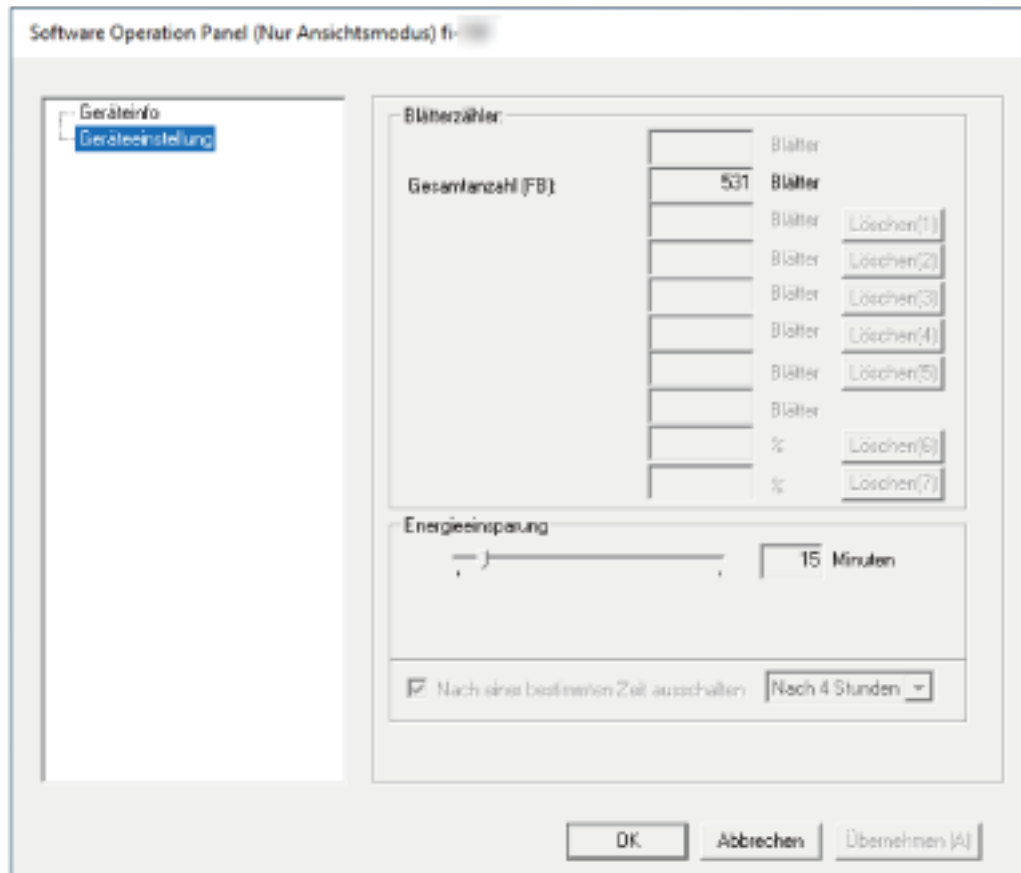 Software Operation Panel (Nur Ansichtsmodus) fi-
Geräteinfo
Geräteeinstellung
Blätterzähler:
Blätter
Gesamtanzahl (FB): 531 Blätter
Blätter Löschen(1)
Blätter Löschen(2)
Blätter Löschen(3)
Blätter Löschen(4)
Blätter Löschen(5)
Blätter
% Löschen(6)
% Löschen(7)
Energieeinsparung
15 Minuten
Nach einer bestimmten Zeit ausschalten Nach 4 Stunden
OK Abbrechen Übernehmen (A)